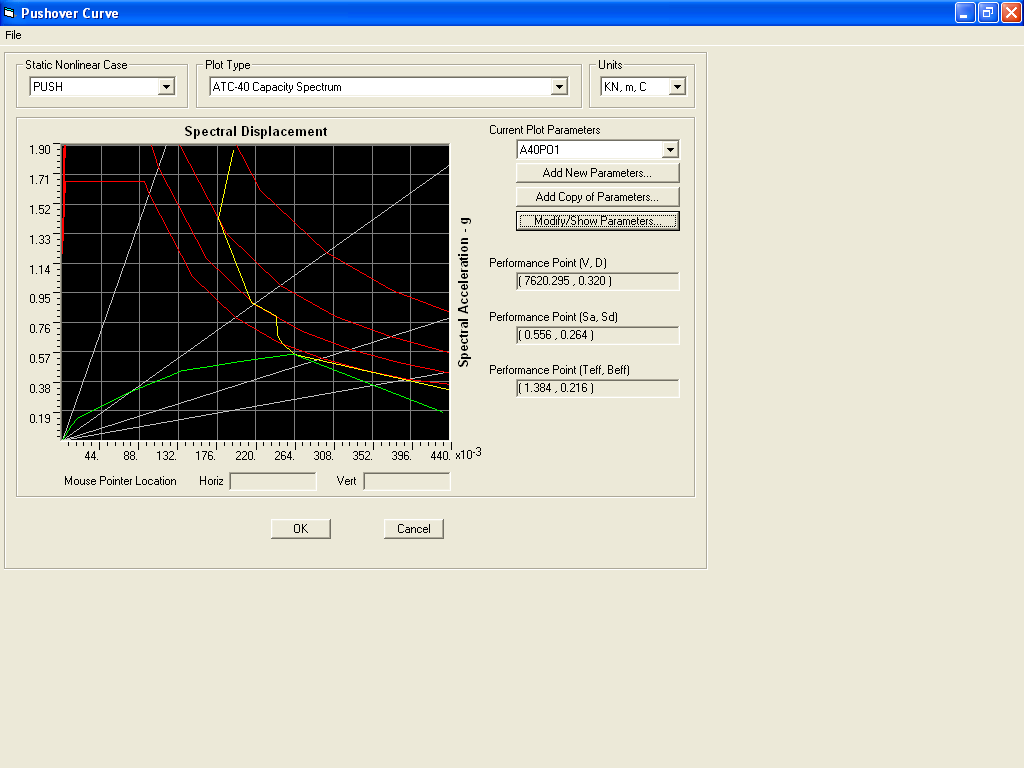 Pushover Curve
File
Static Nonlinear Case
PUSH
Plot Type
ATC-40 Capacity Spectrum
Units
KN, m, C
Spectral Displacement
1.90
1.71
1.52
1.33
1.14
0.95
0.76
0.57
0.38
0.19
44. 88. 132. 176. 220. 264. 308. 352. 396. 440. x10-3
Spectral Acceleration - g
Mouse Pointer Location Horiz Vert
Current Plot Parameters
A40PO1
Add New Parameters...
Add Copy of Parameters...
Modify/Show Parameters...
Performance Point (V, D)
( 7620.295 , 0.320 )
Performance Point (Sa, Sd)
( 0.556 , 0.264 )
Performance Point (Teff, Beff)
( 1.384 , 0.216 )
OK Cancel